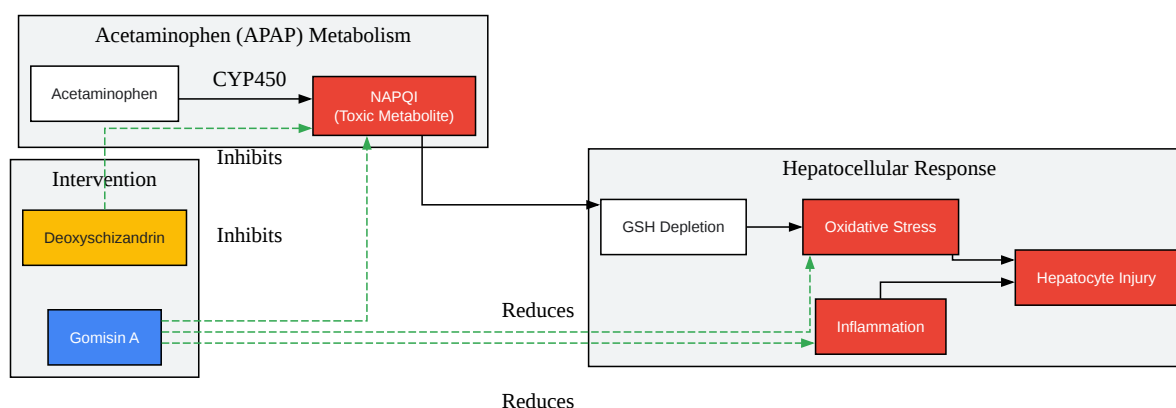 Acetaminophen (APAP) Metabolism
CYP450
Acetaminophen
NAPQI
(Toxic Metabolite)
Inhibits
Intervention
Hepatocellular Response
Deoxyschizandrin
Inhibits
GSH Depletion
Oxidative Stress
Hepatocyte Injury
Gomisin A
Reduces
Inflammation
Reduces